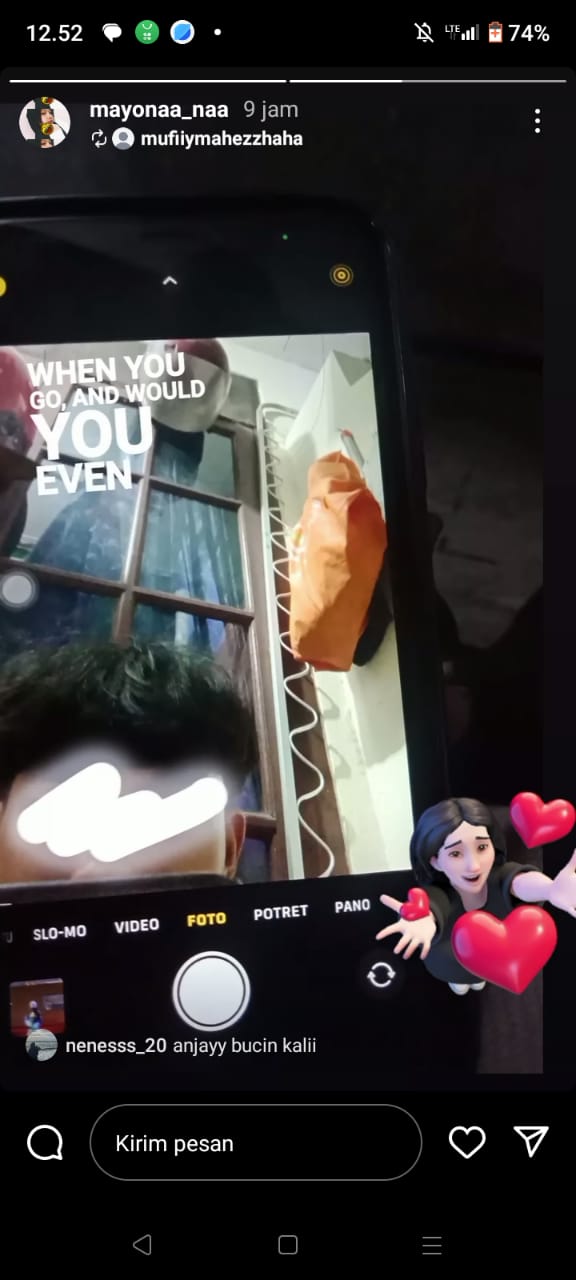 12.52
LTE
74%
mayonaa_naa 9 jam
mufiiymahezzhaha
WHEN YOU
GO, AND WOULD
YOU
EVEN
SLO-MO VIDEO FOTO POTRET PANO
nenesss_20 anjayy bucin kalii
Kirim pesan